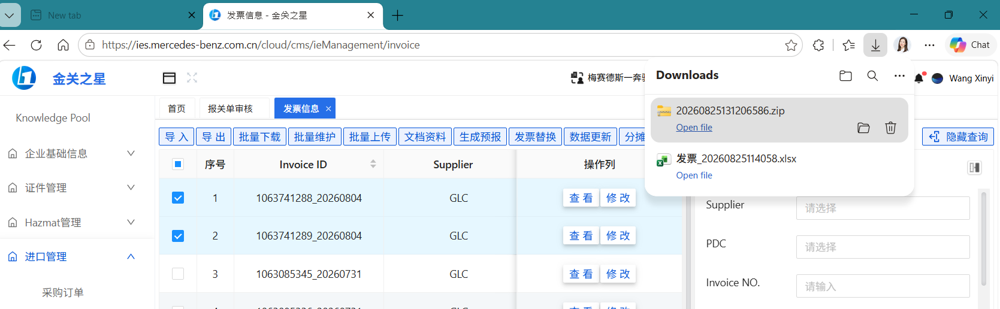 New tab
发票信息 - 金关之星
https://ies.mercedes-benz.com.cn/cloud/cms/ieManagement/invoice
Chat
金关之星
梅赛德斯一奔
Downloads
Wang Xinyi
20260825131206586.zip
Open file
发票_20260825114058.xlsx
Open file
Knowledge Pool
企业基础信息
证件管理
Hazmat管理
进口管理
采购订单
首页
报关单审核
发票信息
导 入
导 出
批量下载
批量维护
批量上传
文档资料
生成预报
发票替换
数据更新
分摊
隐藏查询
序号 Invoice ID Supplier 操作列
1 1063741288_20260804 GLC 查 看 修 改
2 1063741289_20260804 GLC 查 看 修 改
3 1063085345_20260731 GLC 查 看 修 改
Supplier 请选择
PDC 请选择
Invoice NO. 请输入